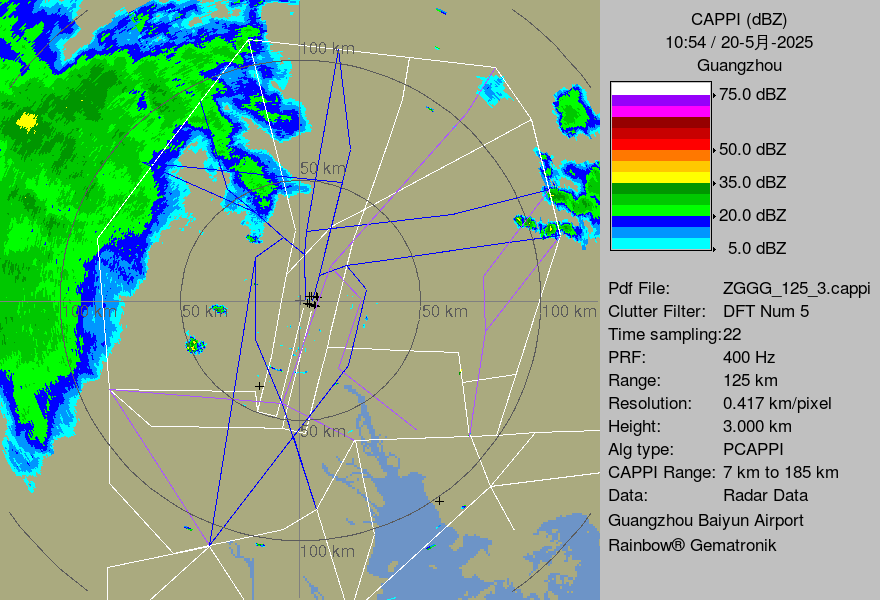 100 km
50 km
100 km
50 km
50 km
100 km
50 km
100 km
CAPPI (dBZ)
10:54 / 20-5月-2025
Guangzhou
75.0 dBZ
50.0 dBZ
35.0 dBZ
20.0 dBZ
5.0 dBZ
Pdf File: ZGGG_125_3.cappi
Clutter Filter: DFT Num 5
Time sampling:22
PRF: 400 Hz
Range: 125 km
Resolution: 0.417 km/pixel
Height: 3.000 km
Alg type: PCAPPI
CAPPI Range: 7 km to 185 km
Data: Radar Data
Guangzhou Baiyun Airport
Rainbow® Gematronik